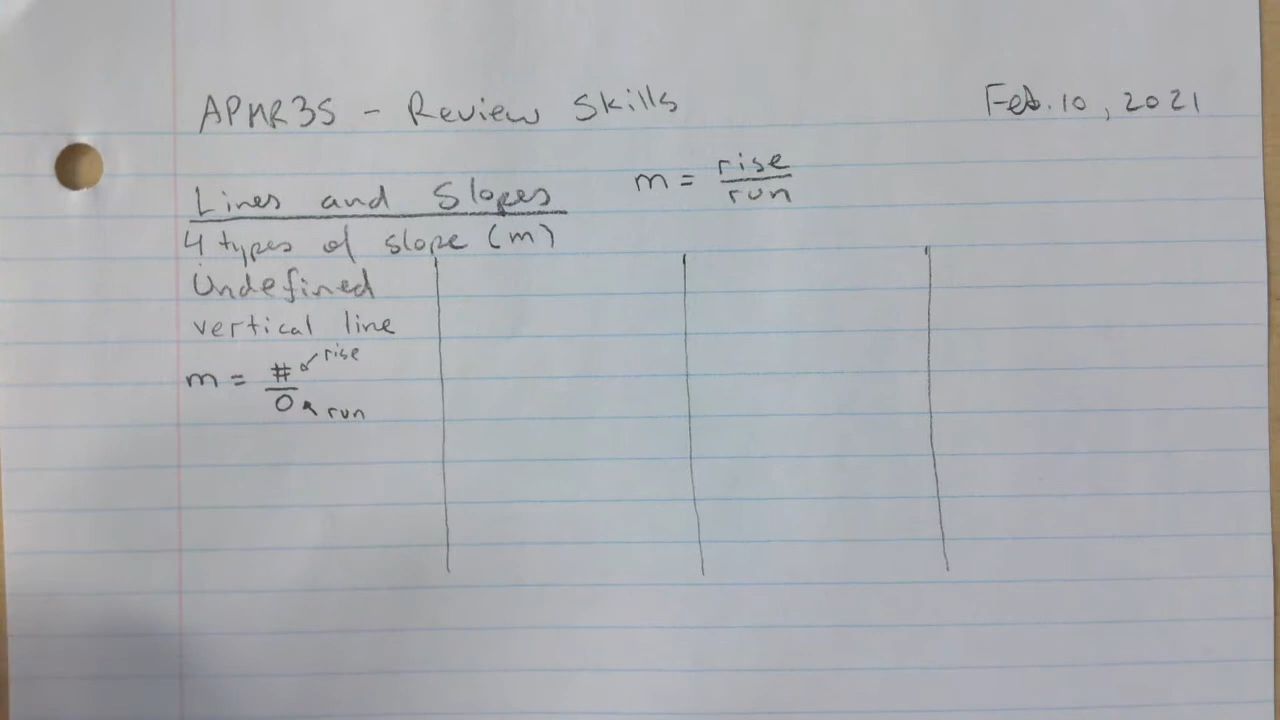 APMR3S - Review Skills
Feb. 10, 2021
Lines and Slopes
m = rise/run
4 types of slope (m)
Undefined
vertical line
m = #/0
rise
run